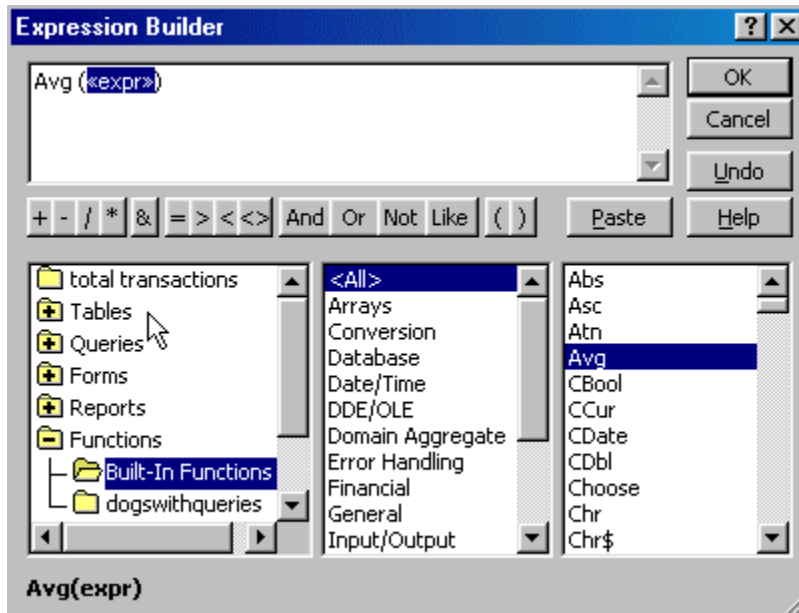 Expression Builder
? X
Avg («expr»)
OK
Cancel
Undo
+ - / * & = > < <> And Or Not Like ( ) Paste Help
total transactions
Tables
Queries
Forms
Reports
Functions
Built-In Functions
dogswithqueries
<All>
Arrays
Conversion
Database
Date/Time
DDE/OLE
Domain Aggregate
Error Handling
Financial
General
Input/Output
Abs
Asc
Atn
Avg
CBool
CCur
CDate
CDbl
Choose
Chr
Chr$
Avg(expr)